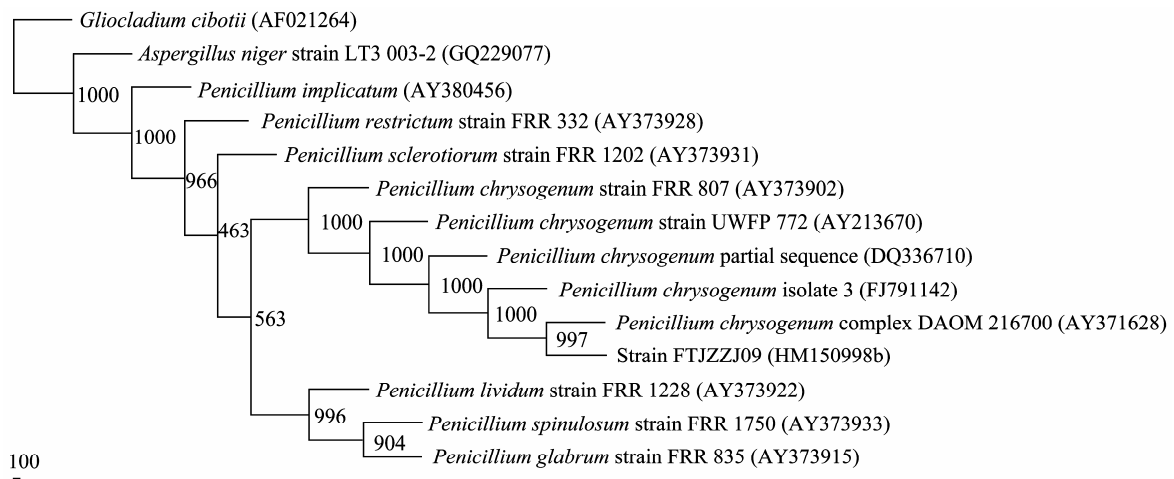 Gliocladium cibotii (AF021264)
Aspergillus niger strain LT3 003-2 (GQ229077)
1000
Penicillium implicatum (AY380456)
1000
Penicillium restrictum strain FRR 332 (AY373928)
966
Penicillium sclerotiorum strain FRR 1202 (AY373931)
463
Penicillium chrysogenum strain FRR 807 (AY373902)
1000
Penicillium chrysogenum strain UWFP 772 (AY213670)
1000
Penicillium chrysogenum partial sequence (DQ336710)
1000
Penicillium chrysogenum isolate 3 (FJ791142)
1000
Penicillium chrysogenum complex DAOM 216700 (AY371628)
997
Strain FTJZZJ09 (HM150998b)
563
Penicillium lividum strain FRR 1228 (AY373922)
996
Penicillium spinulosum strain FRR 1750 (AY373933)
904
Penicillium glabrum strain FRR 835 (AY373915)
100